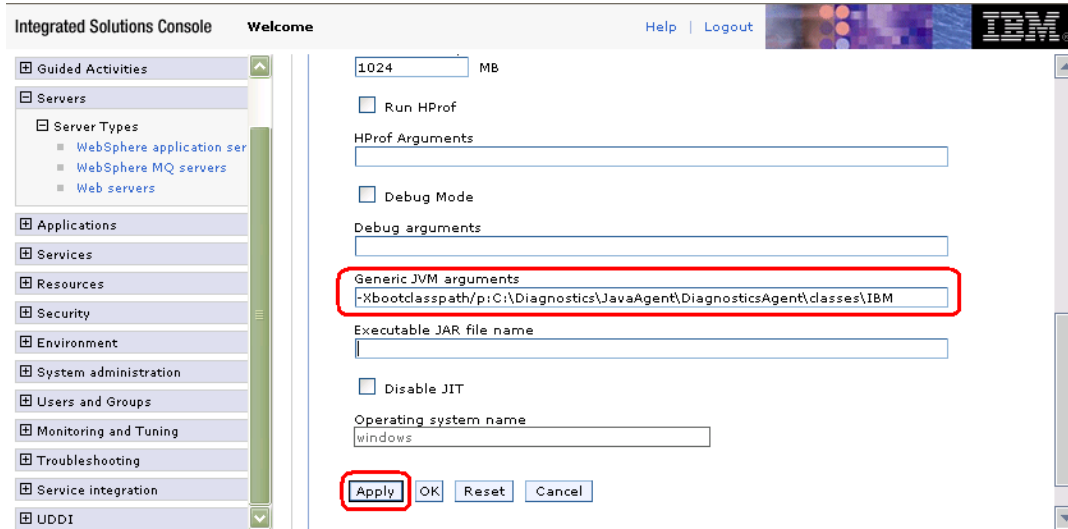 Integrated Solutions Console Welcome Help | Logout IBM®
Guided Activities
Servers
Server Types
WebSphere application ser
WebSphere MQ servers
Web servers
Applications
Services
Resources
Security
Environment
System administration
Users and Groups
Monitoring and Tuning
Troubleshooting
Service integration
UDDI
1024 MB
Run HProf
HProf Arguments
Debug Mode
Debug arguments
Generic JVM arguments
-Xbootclasspath/p:C:\Diagnostics\JavaAgent\DiagnosticsAgent\classes\IBM
Executable JAR file name
Disable JIT
Operating system name
windows
Apply OK Reset Cancel